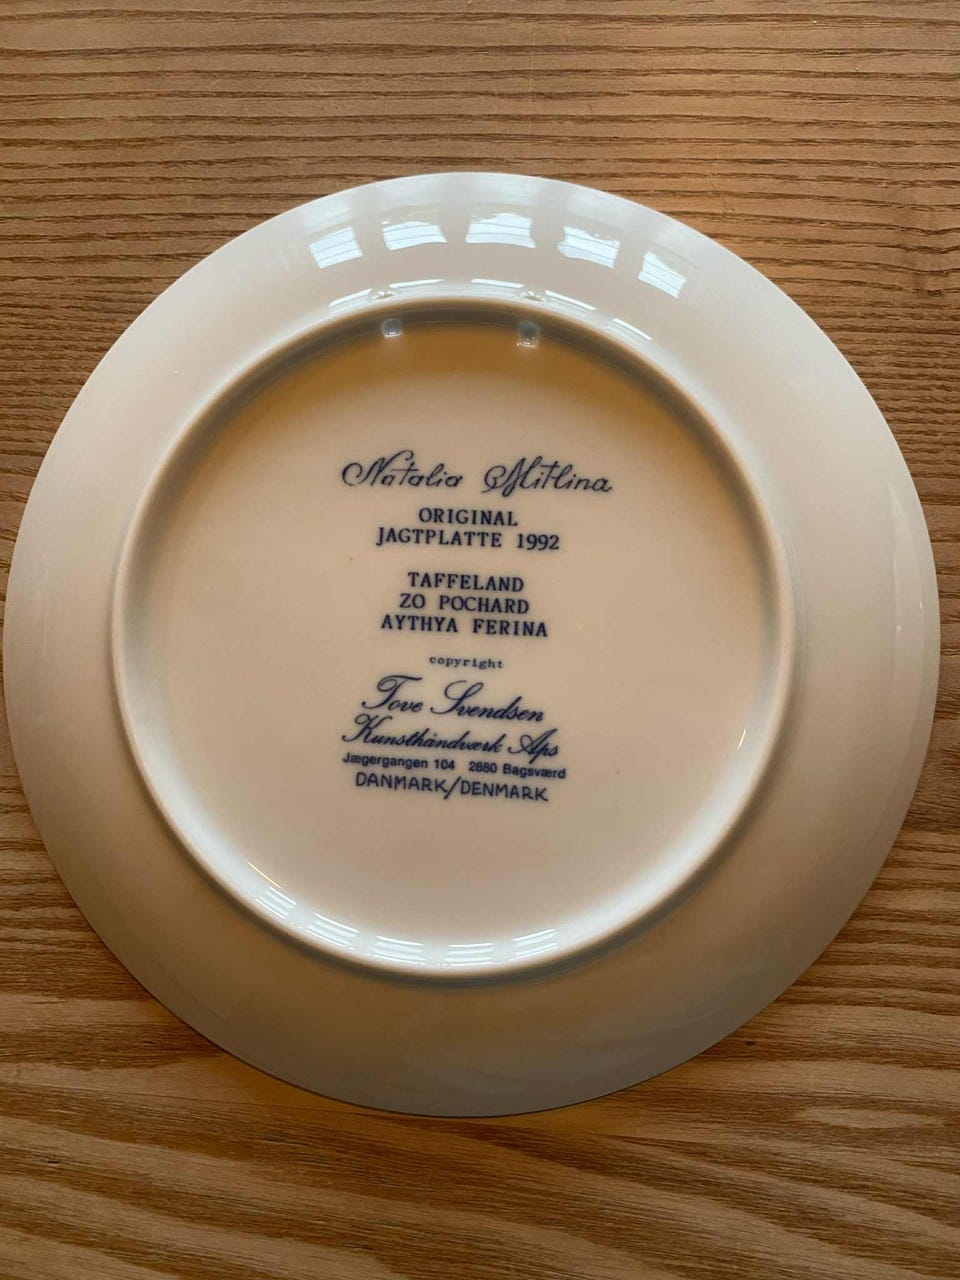 Natalia Mitlina
ORIGINAL
JAGTPLATTE 1992
TAFFELAND
ZO POCHARD
AYTHYA FERINA
copyright
Tove Svendsen
Kunsthåndværk Aps
Jægergangen 104 2880 Bagsværd
DANMARK/DENMARK